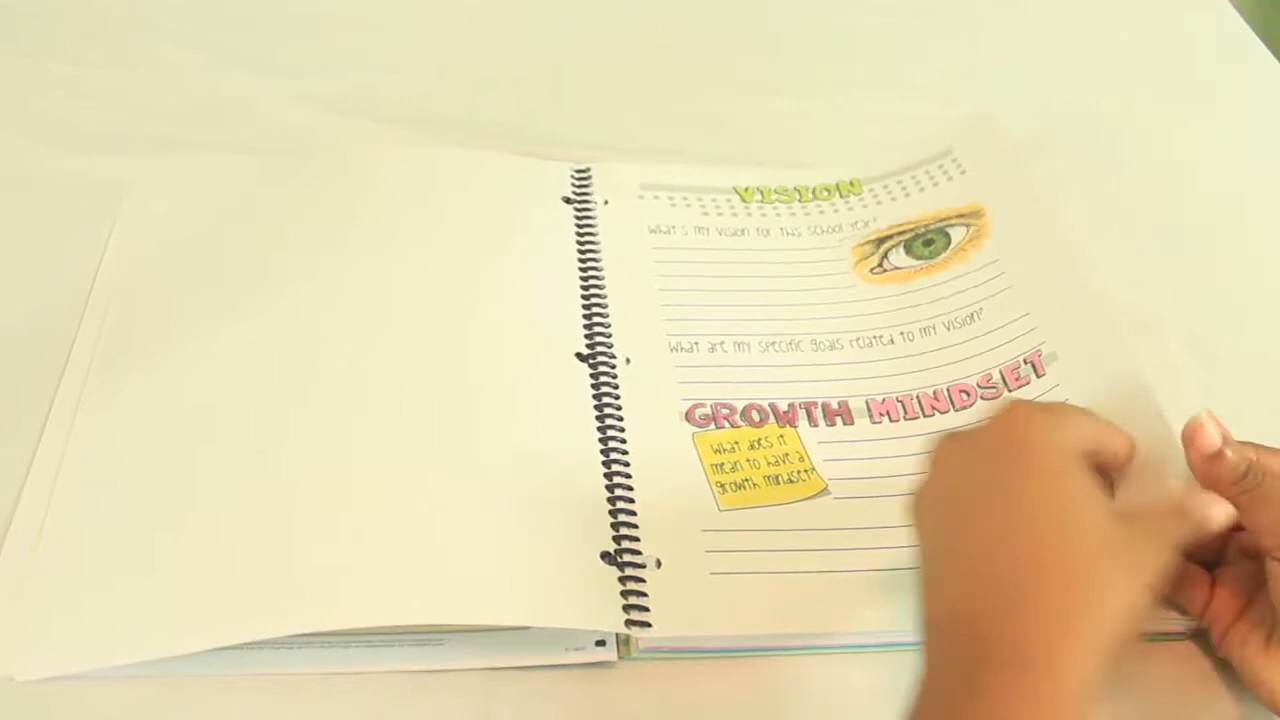 VISION
What's my vision for this school year?
What are my specific goals related to my vision?
GROWTH MINDSET
What does it
mean to have a
growth mindset?